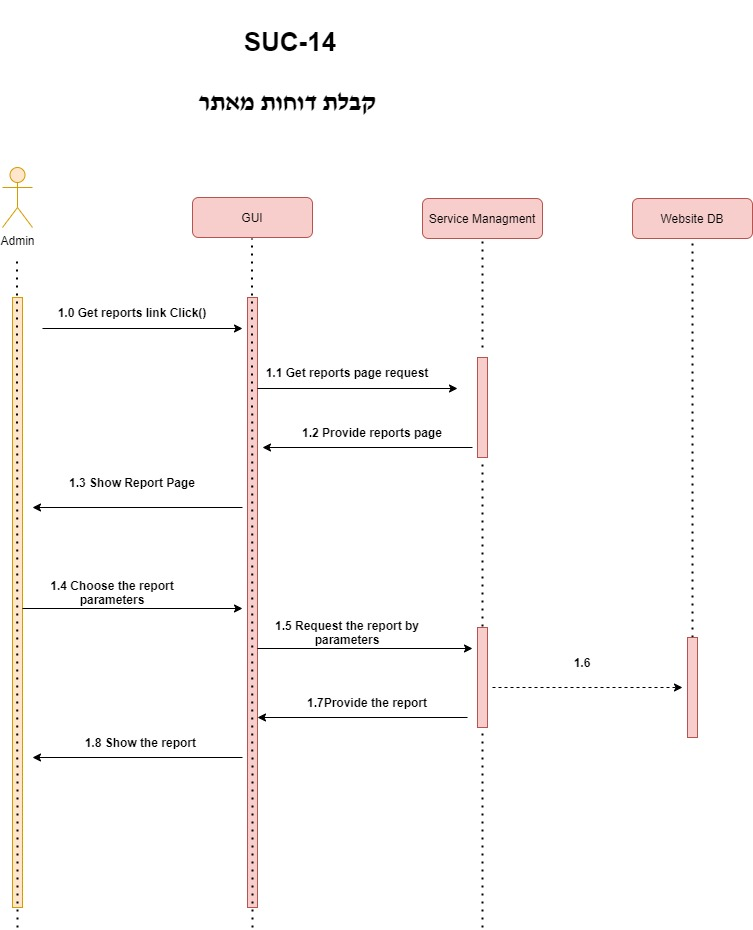 SUC-14
קבלת דוחות מאתר
Admin
GUI
Service Managment
Website DB
1.0 Get reports link Click()
1.1 Get reports page request
1.2 Provide reports page
1.3 Show Report Page
1.4 Choose the report
parameters
1.5 Request the report by
parameters
1.6
1.7Provide the report
1.8 Show the report